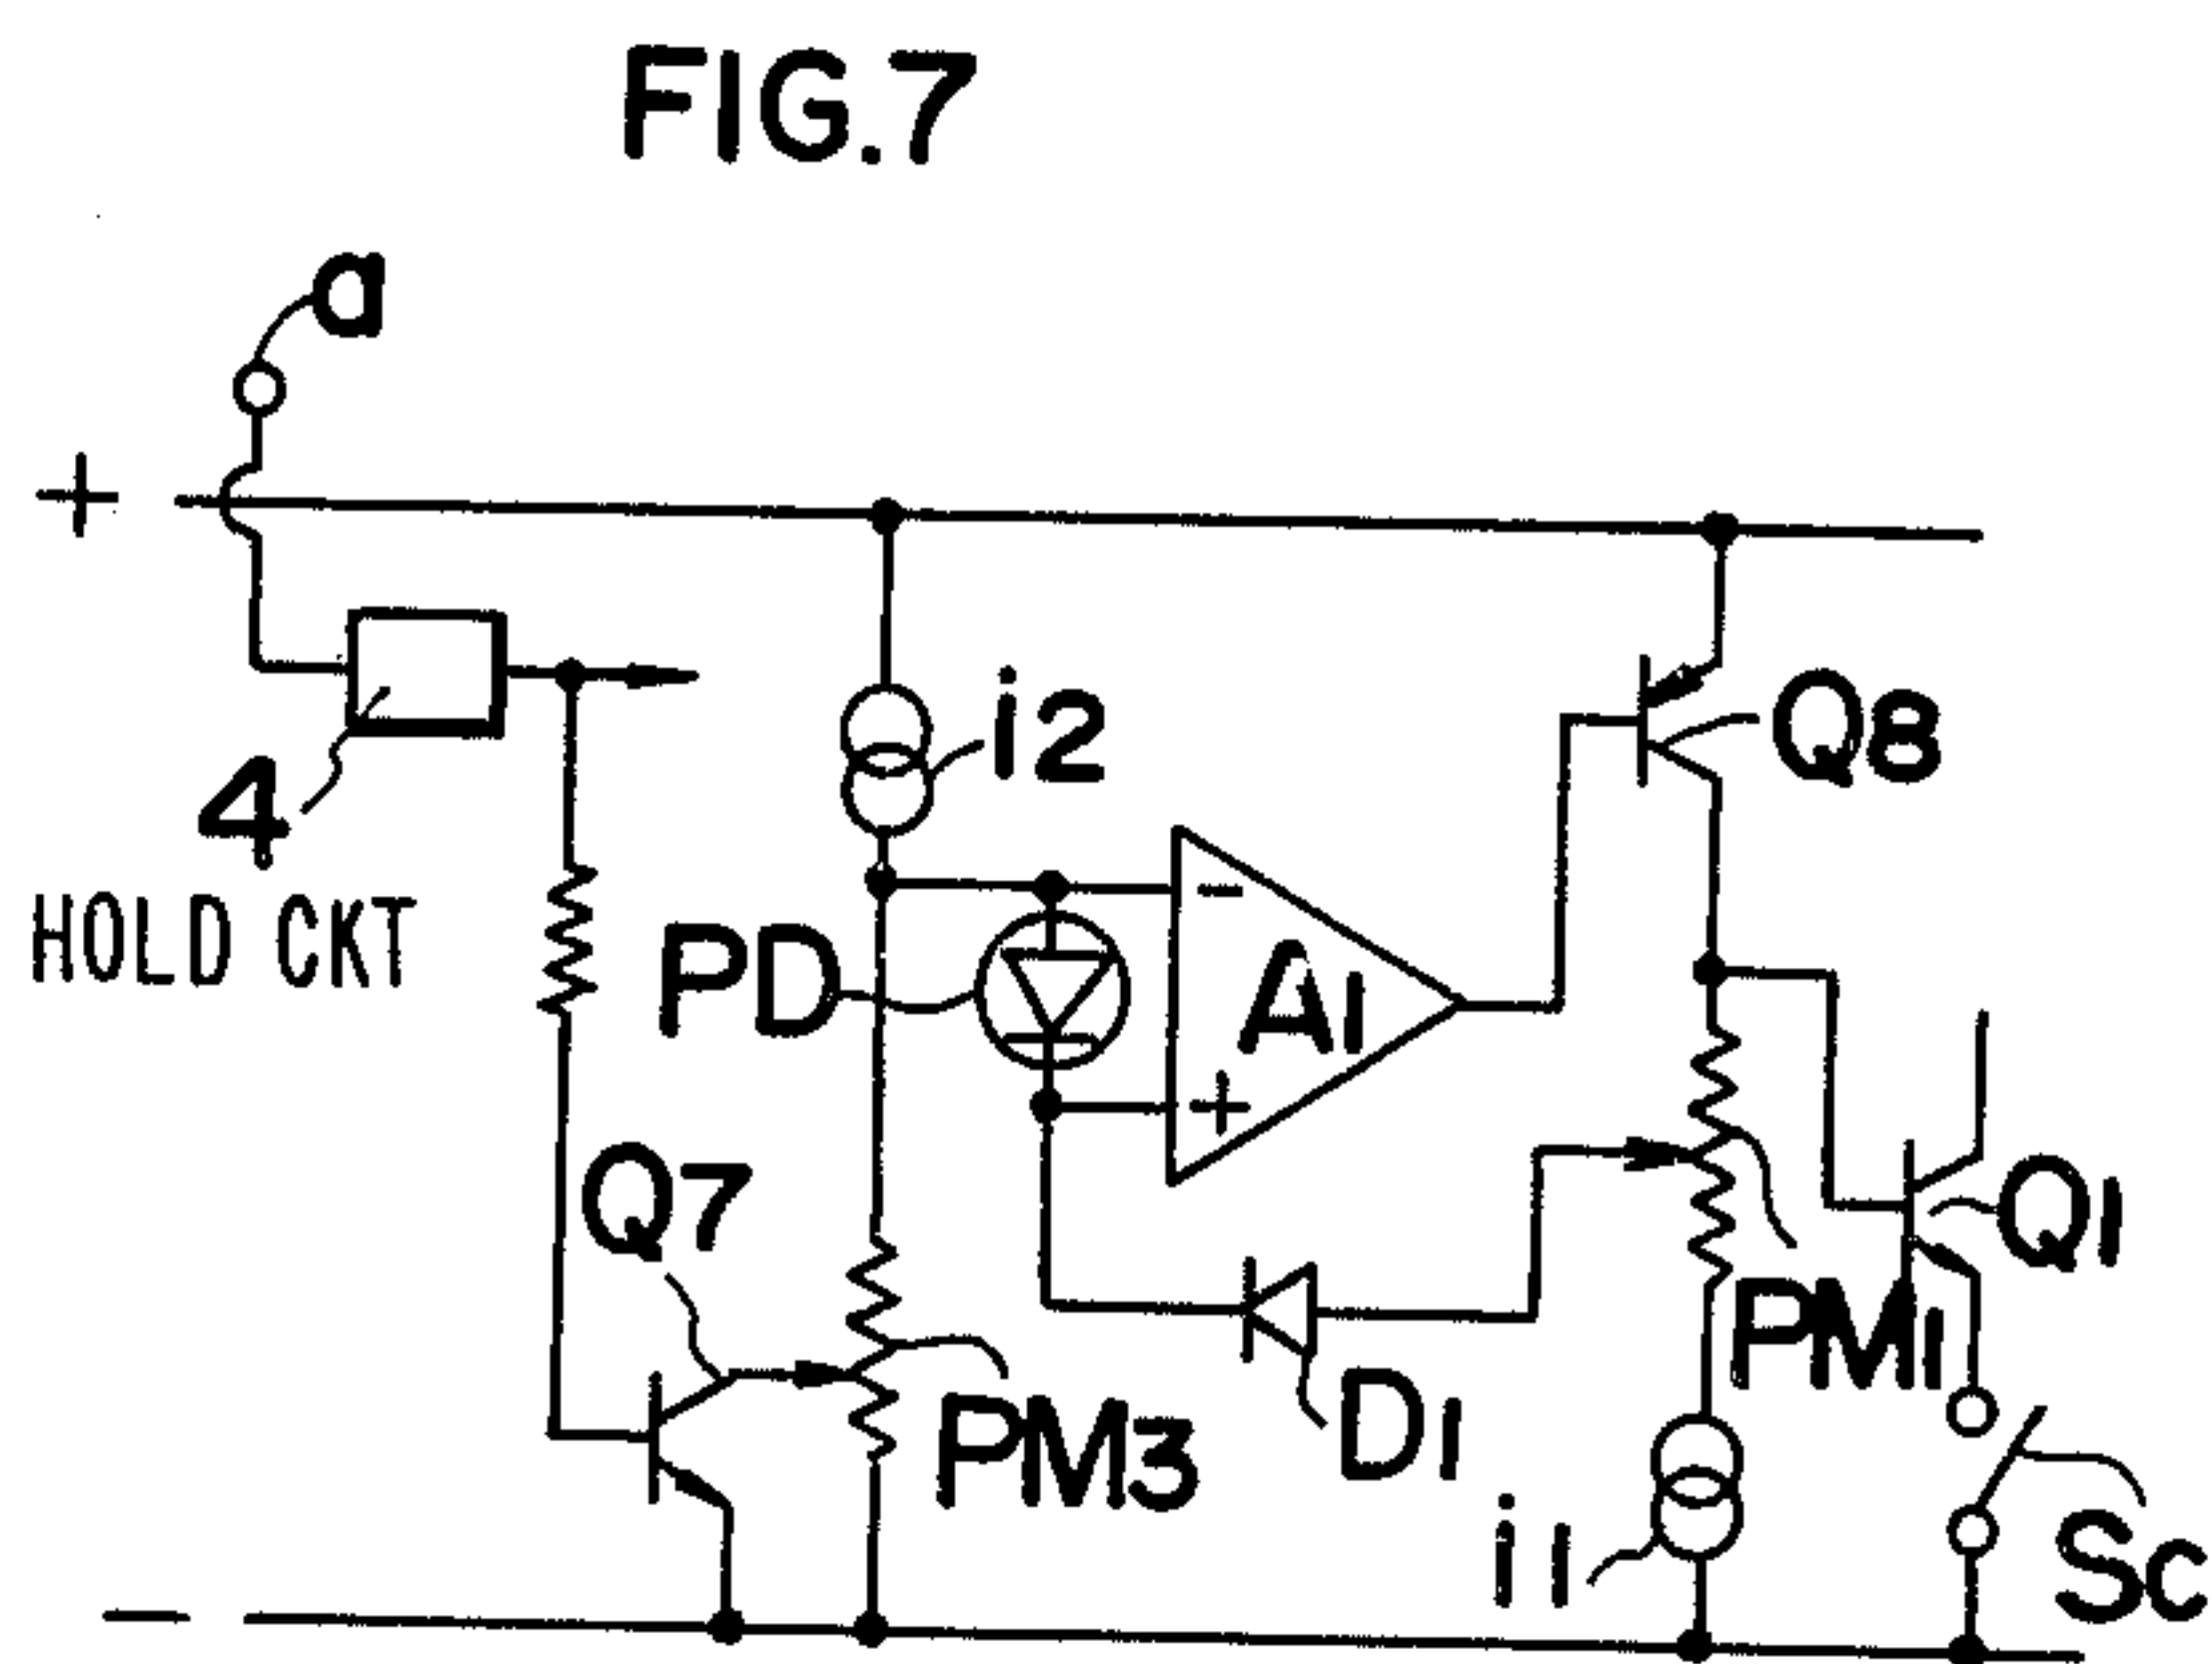 FIG.7
a
+
i2
Q8
4
HOLD CKT
PD
-
A1
+
Q7
Q1
PM1
D1
PM3
i1
Sc
-